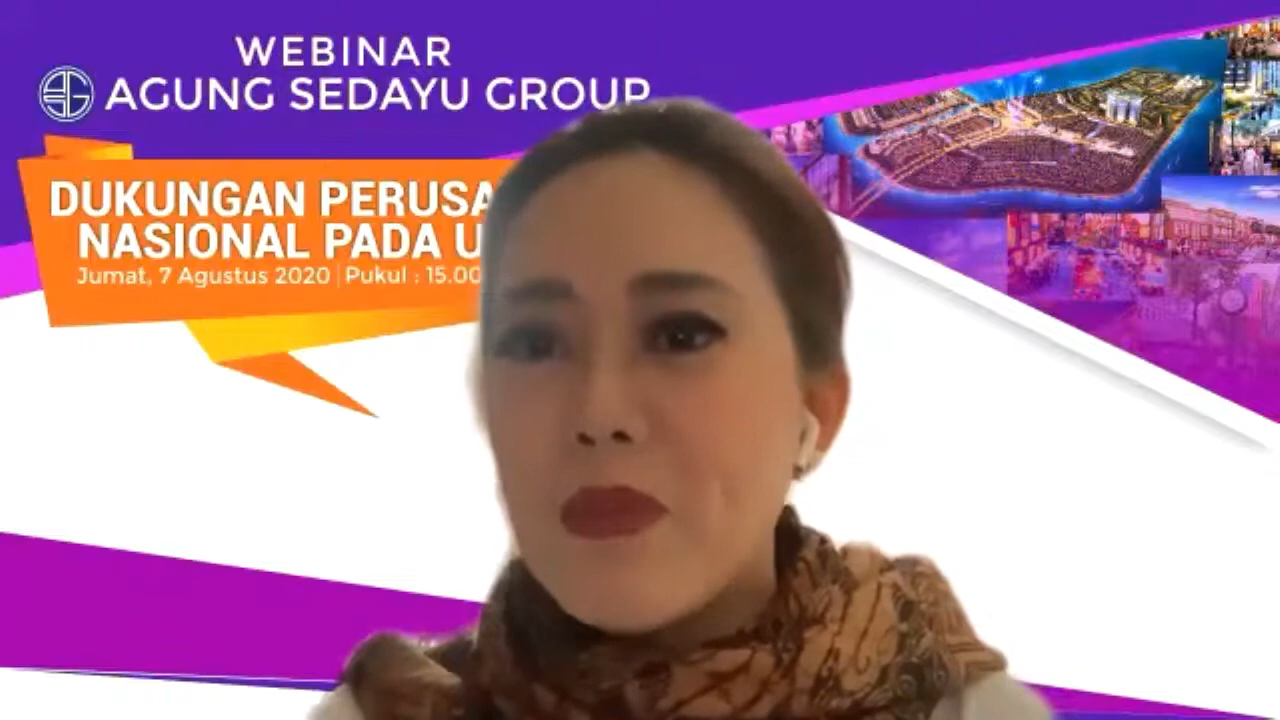 WEBINAR
AGUNG SEDAYU GROUP
DUKUNGAN PERUSA
NASIONAL PADA U
Jumat, 7 Agustus 2020 | Pukul : 15.00